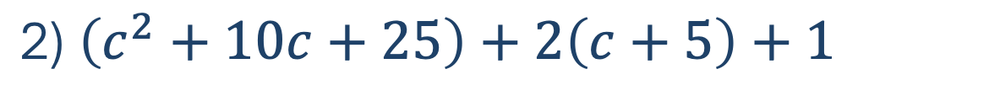 2) (c² + 10c + 25) + 2(c + 5) + 1